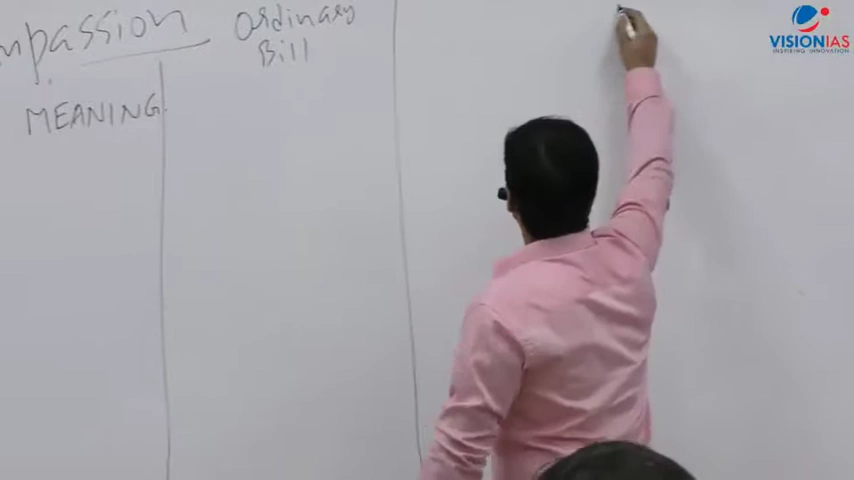 mpassion
Ordinary
Bill
MEANING
VISIONIAS
INSPIRING INNOVATION